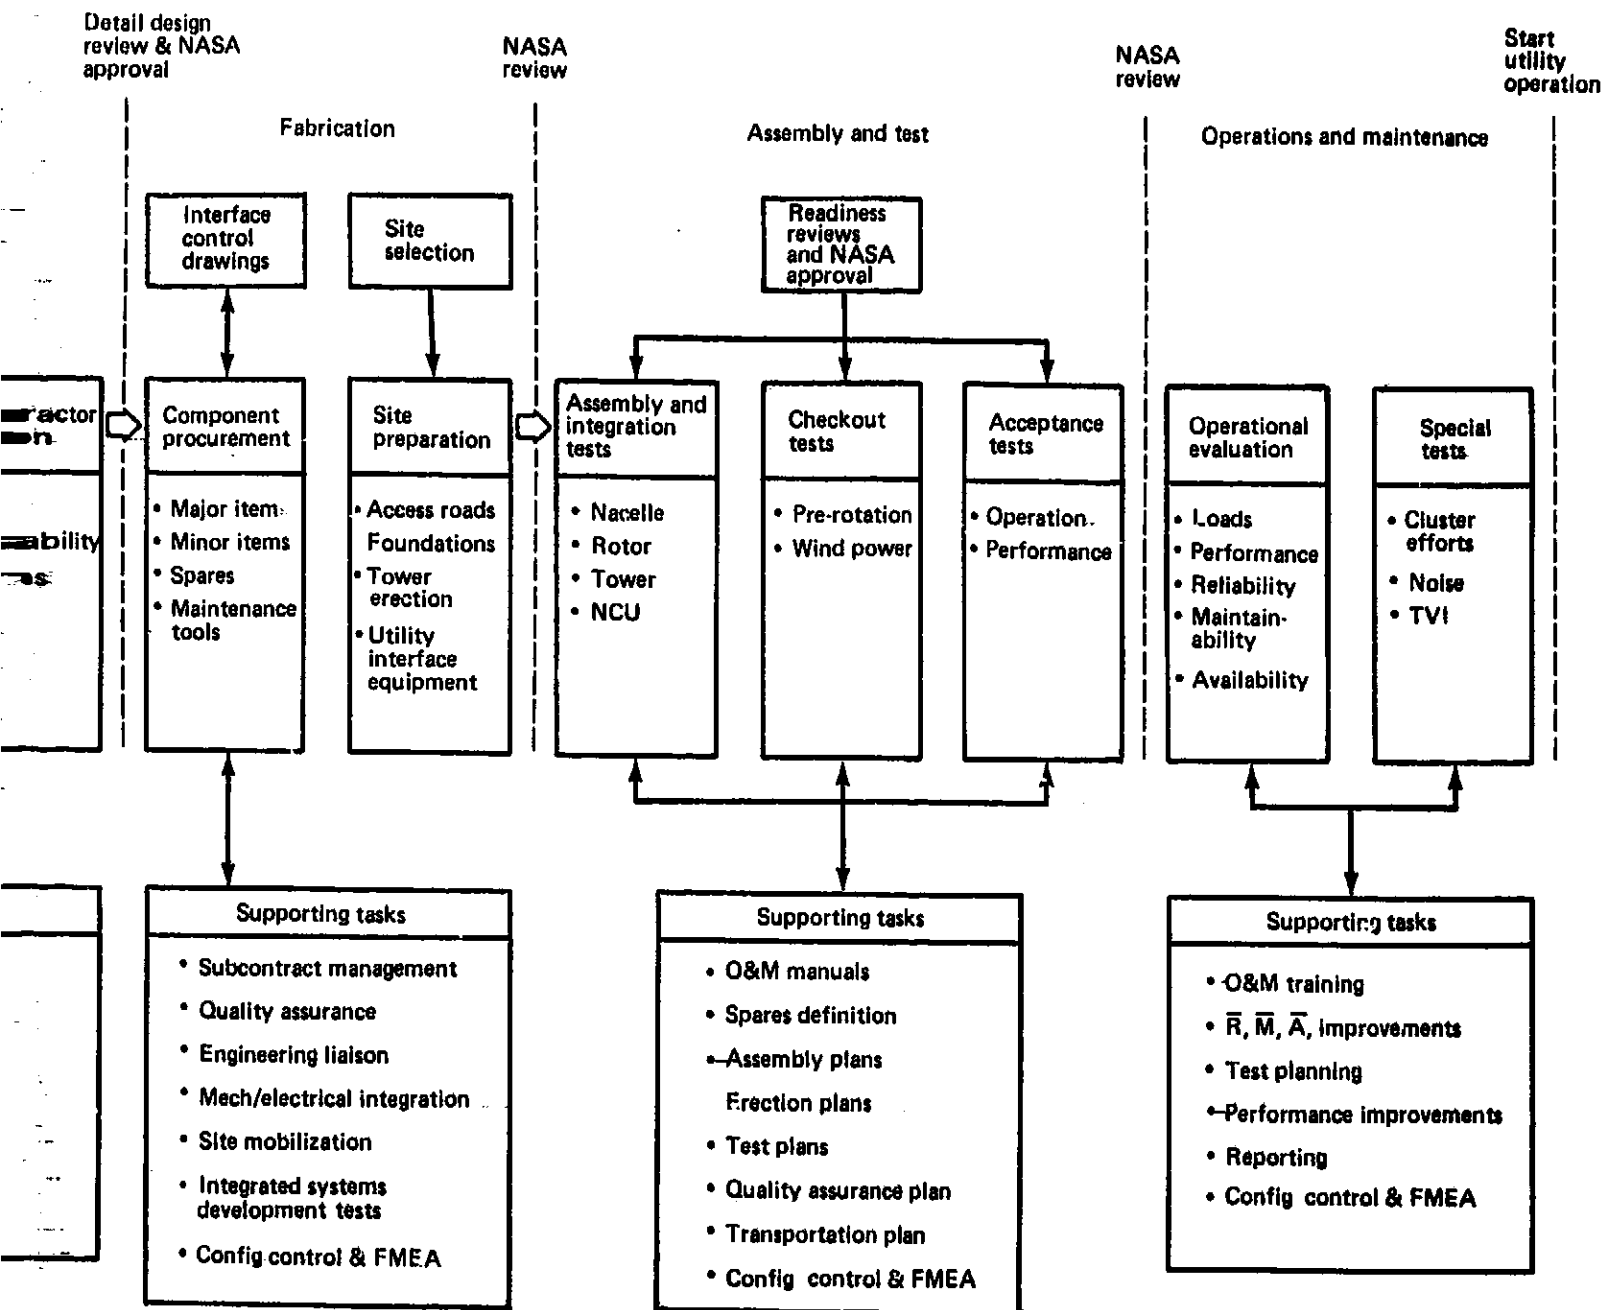 Detail design
review & NASA
approval
NASA
review
NASA
review
Start
utility
operation
Fabrication
Assembly and test
Operations and maintenance
Interface
control
drawings
Site
selection
Readiness
reviews
and NASA
approval
Component
procurement
• Major item
• Minor items
• Spares
• Maintenance
tools
Site
preparation
• Access roads
Foundations
• Tower
erection
• Utility
interface
equipment
Assembly and
integration
tests
• Nacelle
• Rotor
• Tower
• NCU
Checkout
tests
• Pre-rotation
• Wind power
Acceptance
tests
• Operation
• Performance
Operational
evaluation
• Loads
• Performance
• Reliability
• Maintain-
ability
• Availability
Special
tests
• Cluster
efforts
• Noise
• TVI
Supporting tasks
• Subcontract management
• Quality assurance
• Engineering liaison
• Mech/electrical integration
• Site mobilization
• Integrated systems
development tests
• Config control & FMEA
Supporting tasks
• O&M manuals
• Spares definition
• Assembly plans
Erection plans
• Test plans
• Quality assurance plan
• Transportation plan
• Config control & FMEA
Supporting tasks
• O&M training
• R̅, M̅, A̅, improvements
• Test planning
• Performance improvements
• Reporting
• Config control & FMEA